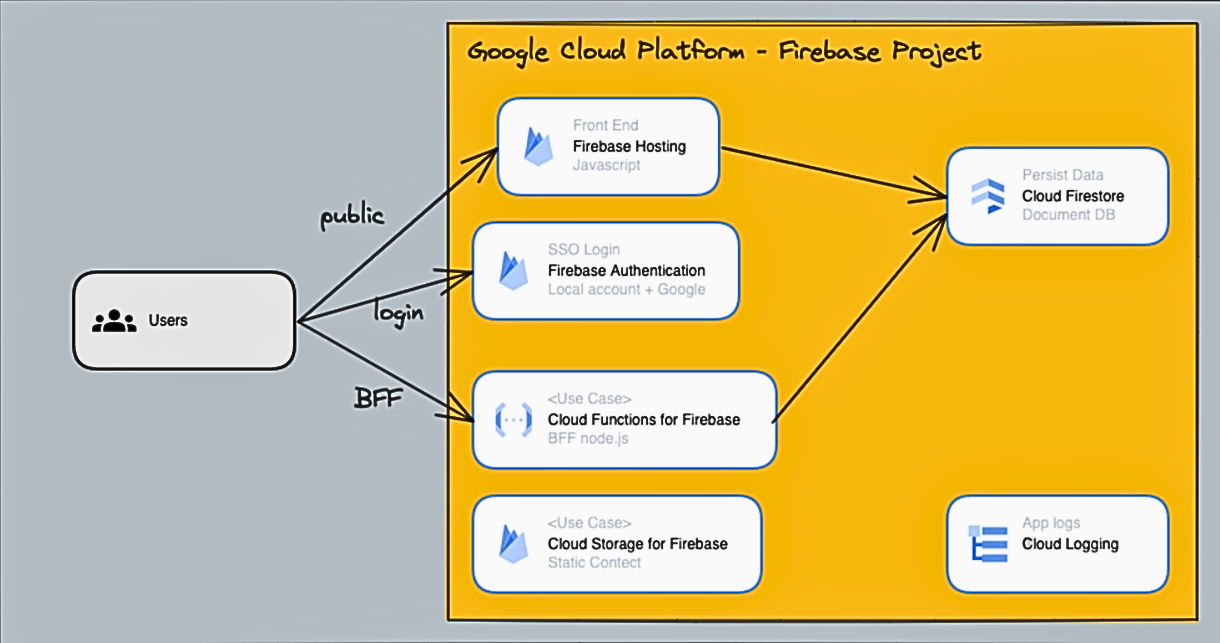 Google Cloud Platform - Firebase Project
Front End
Firebase Hosting
Javascript
Persist Data
Cloud Firestore
Document DB
public
SSO Login
Firebase Authentication
Local account + Google
login
Users
BFF
<Use Case>
Cloud Functions for Firebase
BFF node.js
<Use Case>
Cloud Storage for Firebase
Static Contect
App logs
Cloud Logging